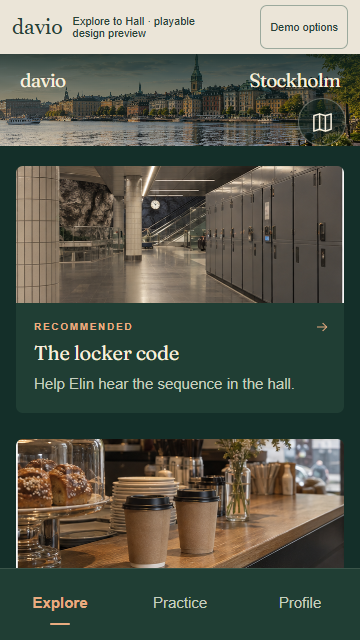 davio
Explore to Hall · playable
design preview
Demo options
davio
Stockholm
RECOMMENDED
The locker code
Help Elin hear the sequence in the hall.
Explore
Practice
Profile